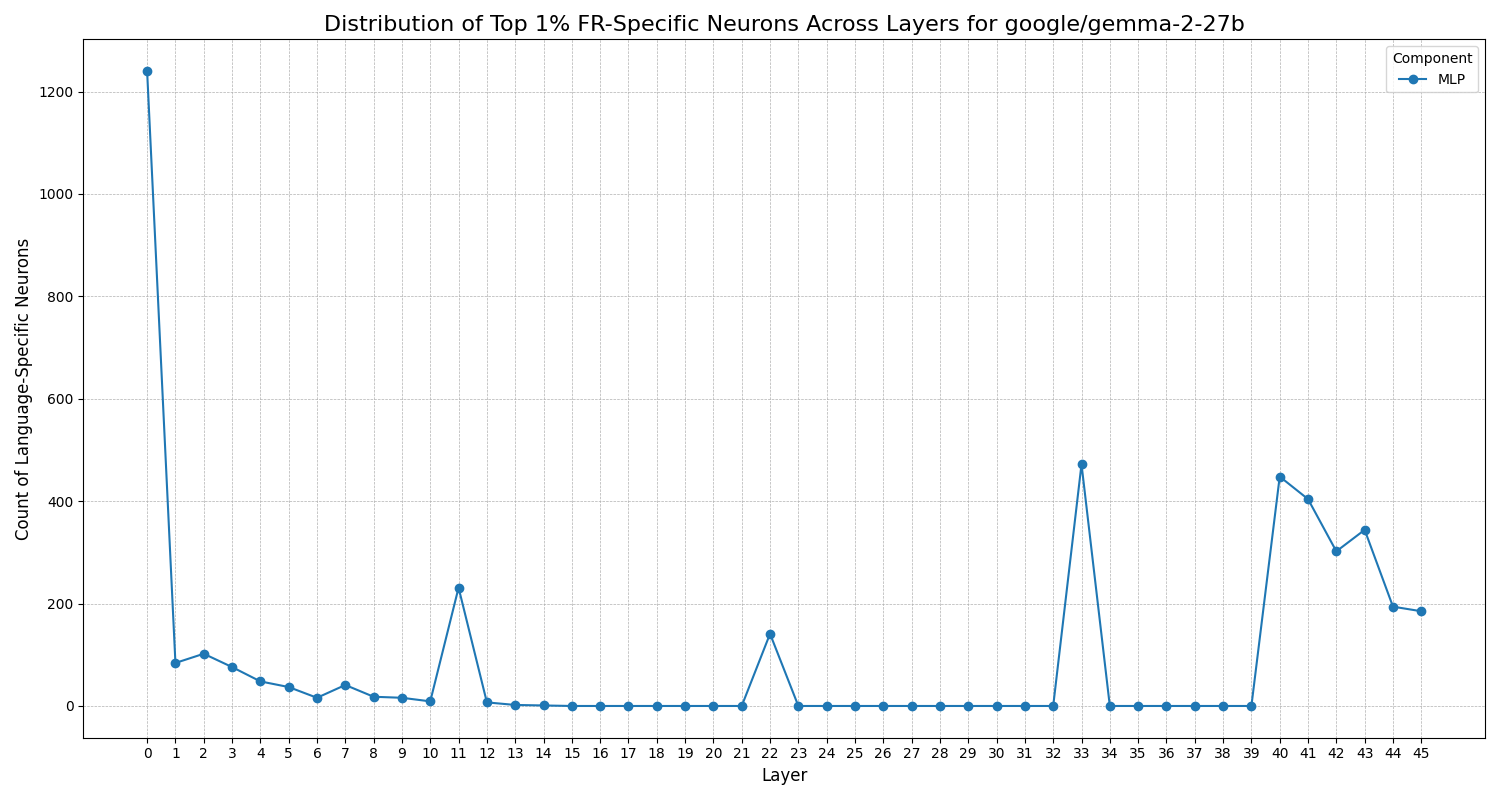 Distribution of Top 1% FR-Specific Neurons Across Layers for google/gemma-2-27b
Component
MLP
1200
1000
800
600
400
200
0
Count of Language-Specific Neurons
0 1 2 3 4 5 6 7 8 9 10 11 12 13 14 15 16 17 18 19 20 21 22 23 24 25 26 27 28 29 30 31 32 33 34 35 36 37 38 39 40 41 42 43 44 45
Layer